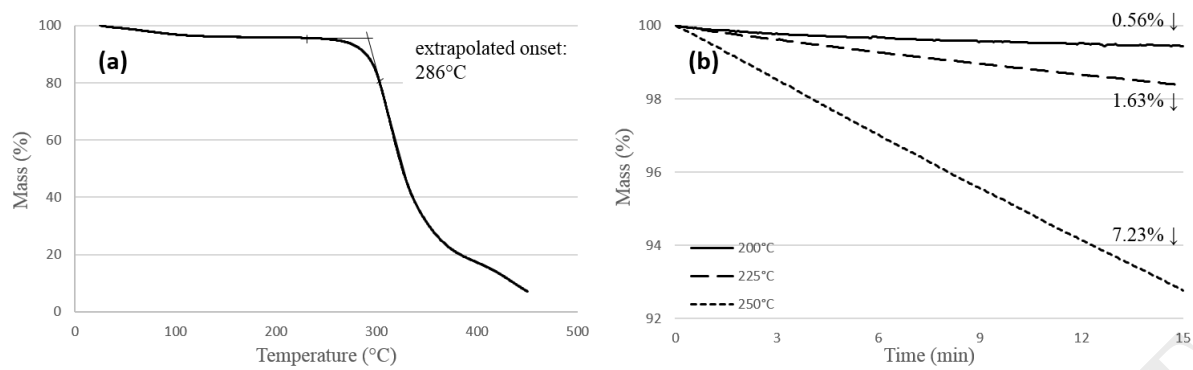 (a)
extrapolated onset:
286°C
Mass (%)
100
80
60
40
20
0
0 100 200 300 400 500
Temperature (°C)
(b)
0.56% ↓
1.63% ↓
7.23% ↓
Mass (%)
100
98
96
94
92
200°C
225°C
250°C
0 3 6 9 12 15
Time (min)